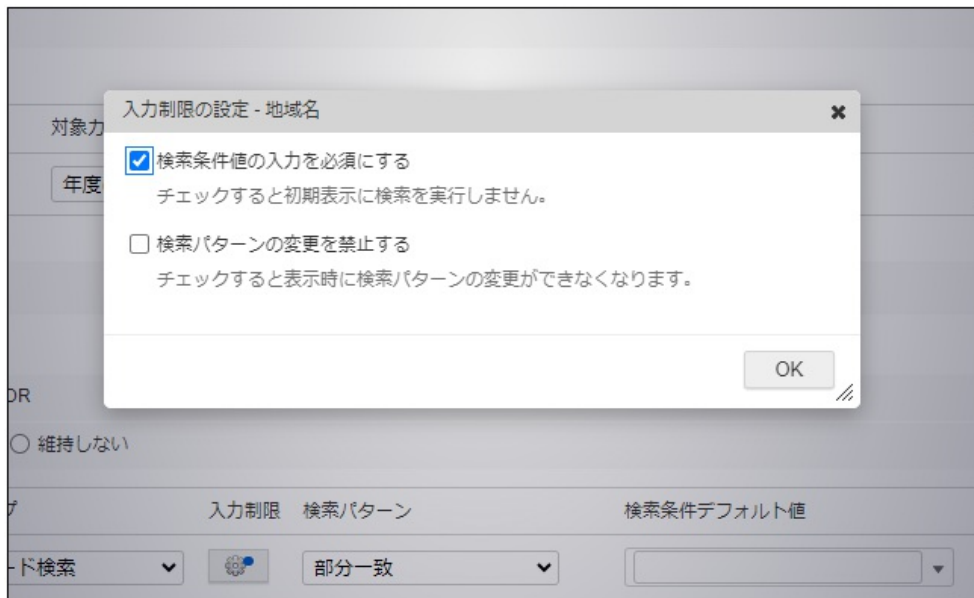 入力制限の設定 - 地域名
対象カ
検索条件値の入力を必須にする
年度
チェックすると初期表示に検索を実行しません。
検索パターンの変更を禁止する
チェックすると表示時に検索パターンの変更ができなくなります。
OK
OR
維持しない
プ 入力制限 検索パターン 検索条件デフォルト値
ード検索 部分一致